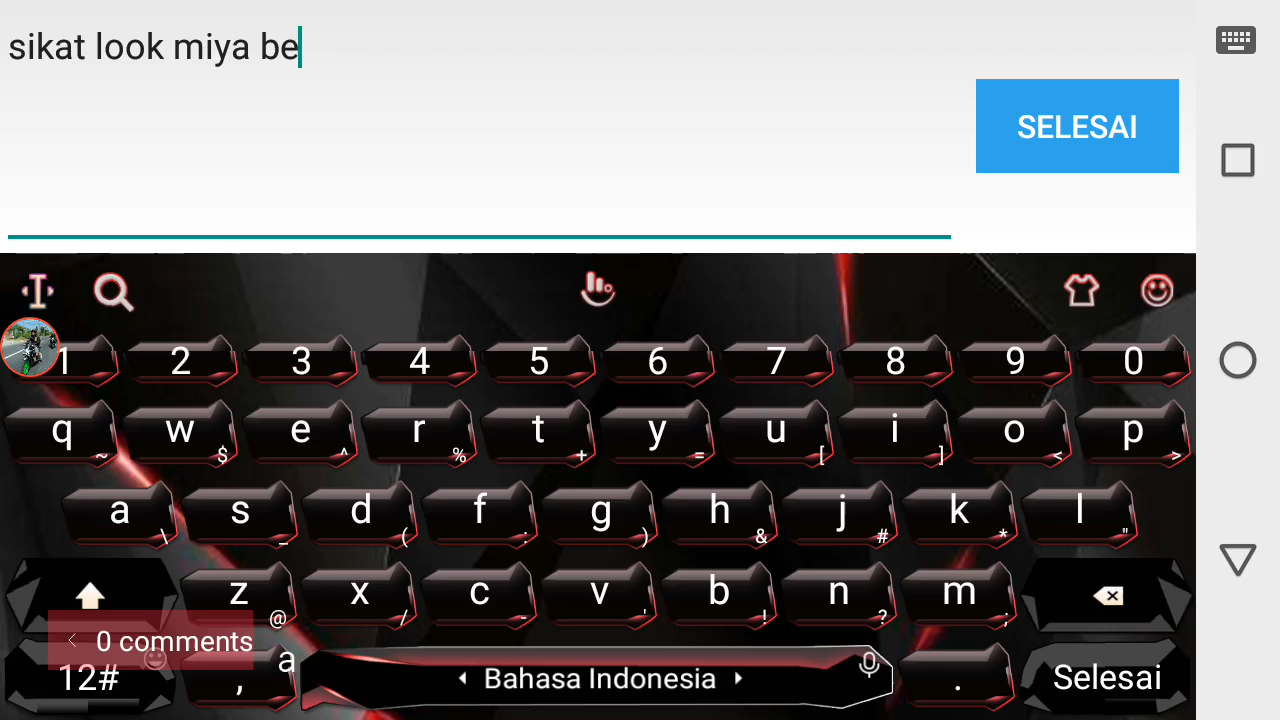 sikat look miya be
SELESAI
1 2 3 4 5 6 7 8 9 0
q w e r t y u i o p
~ $ ^ % + = [ ] < >
a s d f g h j k l
\ _ ( : ) & # * "
z x c v b n m
@ / - ' ! ? ;
0 comments
12# , a Bahasa Indonesia . Selesai